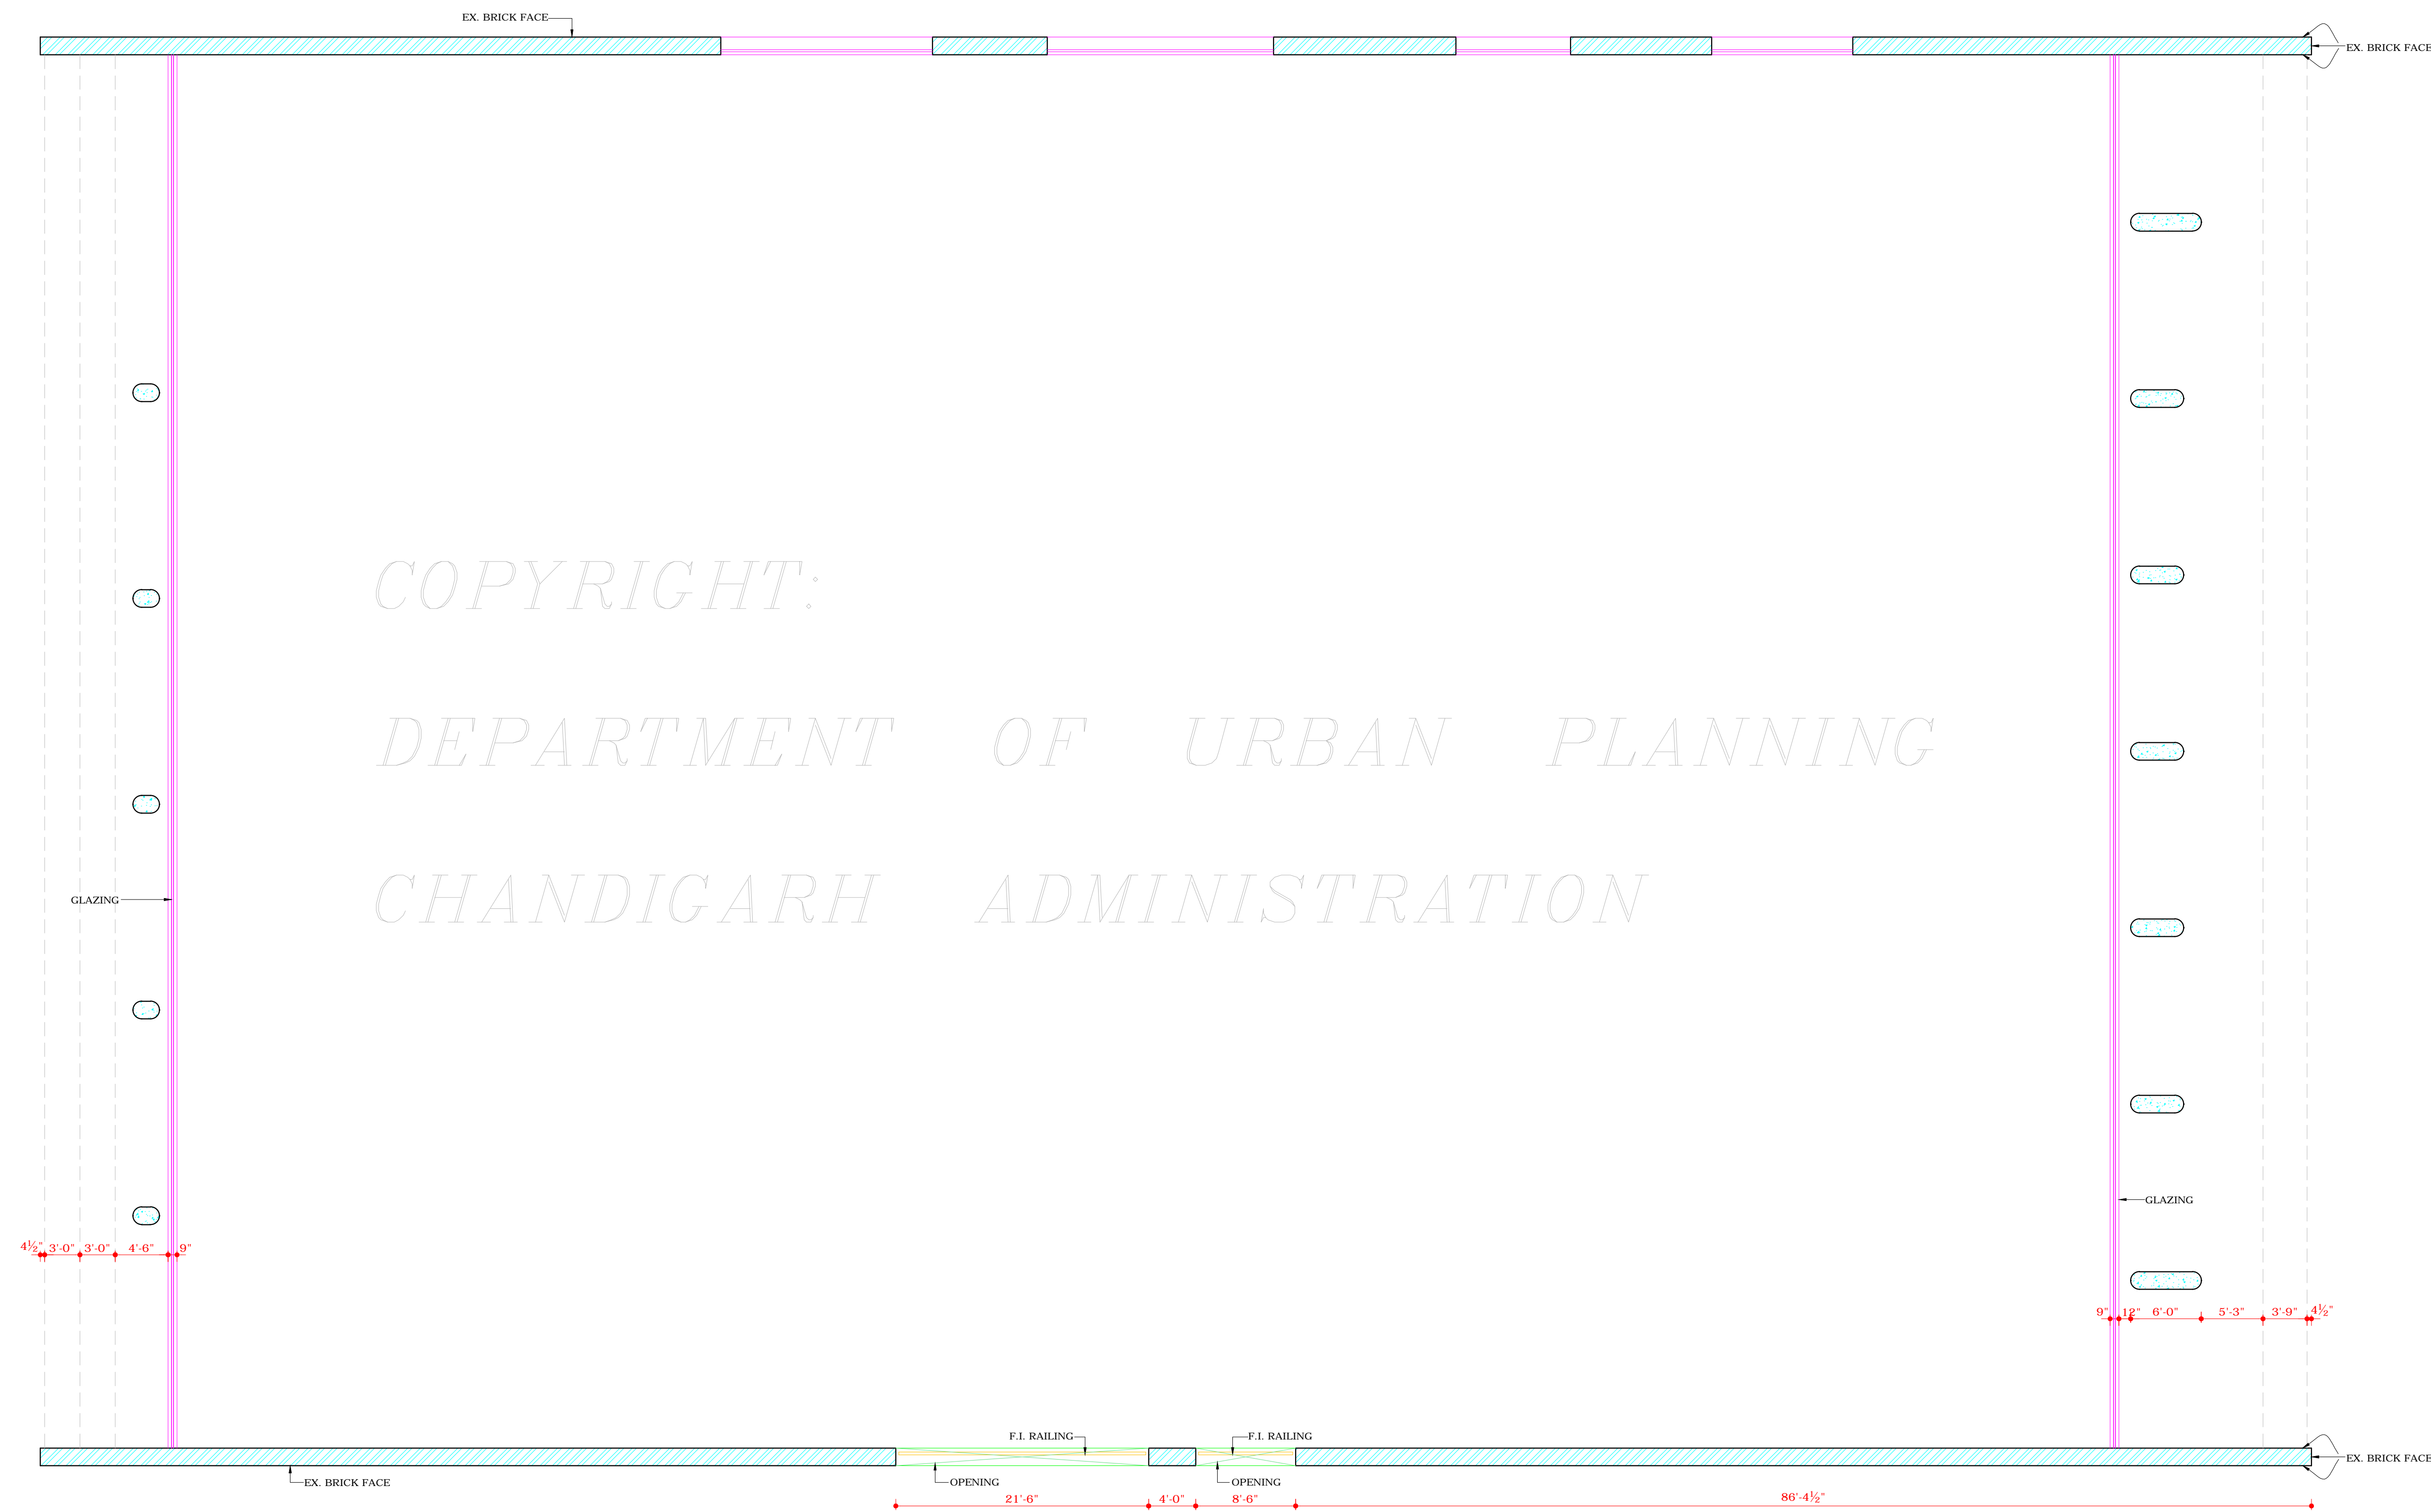 EX. BRICK FACE
EX. BRICK FACE
COPYRIGHT:
DEPARTMENT OF URBAN PLANNING
CHANDIGARH ADMINISTRATION
GLAZING
GLAZING
4½" 3'-0" 3'-0" 4'-6" 9"
9" 12" 6'-0" 5'-3" 3'-9" 4½"
F.I. RAILING F.I. RAILING
EX. BRICK FACE
EX. BRICK FACE OPENING OPENING
21'-6" 4'-0" 8'-6" 86'-4½"